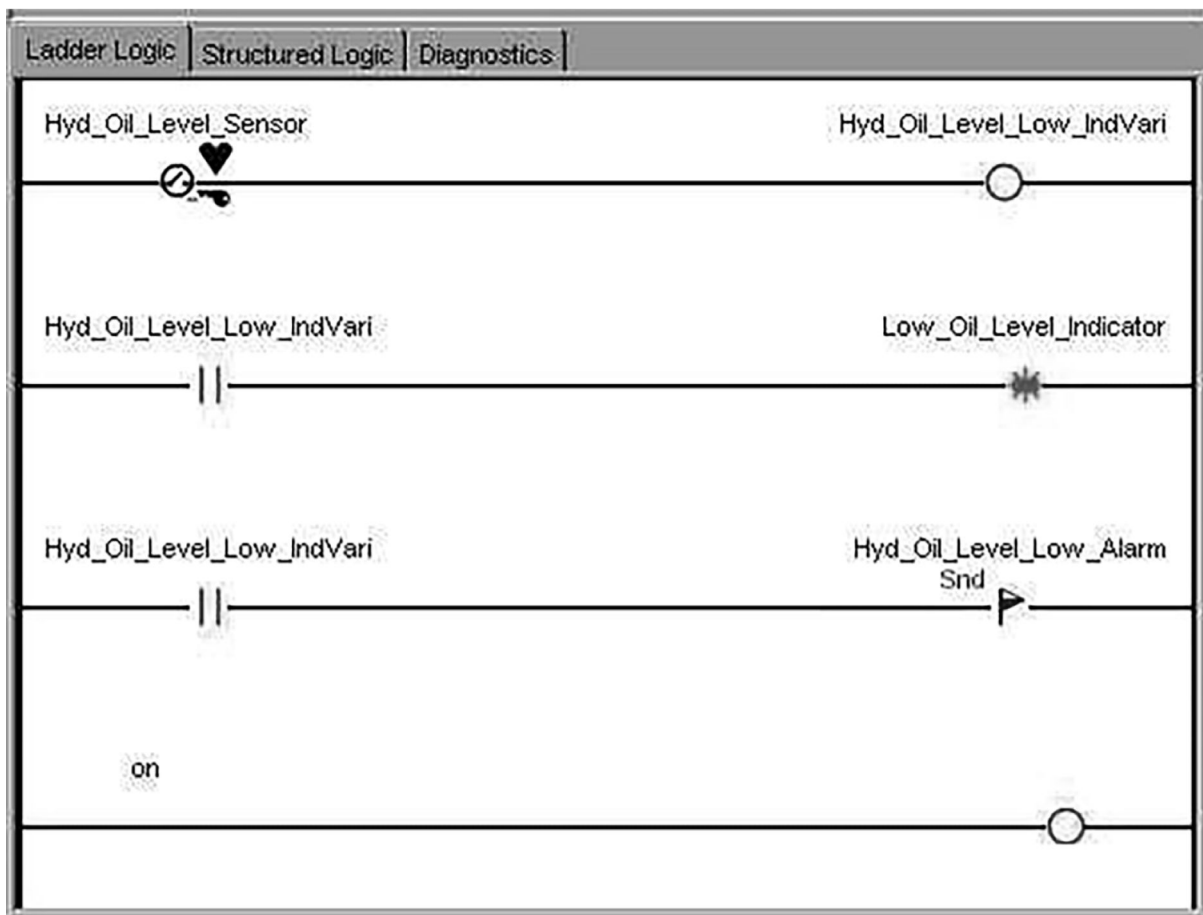 Ladder Logic Structured Logic Diagnostics
Hyd_Oil_Level_Sensor Hyd_Oil_Level_Low_IndVari
Hyd_Oil_Level_Low_IndVari Low_Oil_Level_Indicator
Hyd_Oil_Level_Low_IndVari Hyd_Oil_Level_Low_Alarm
Snd
on